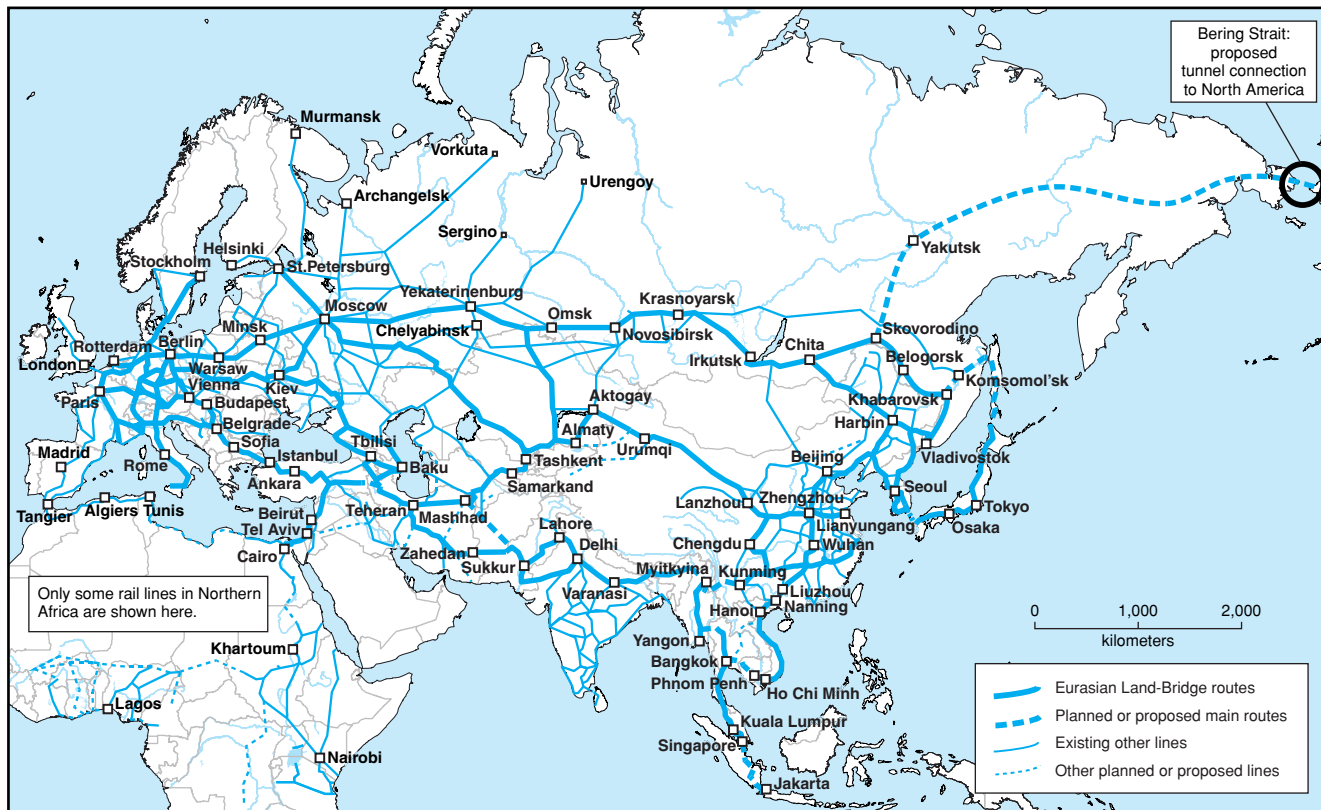 Bering Strait:
proposed
tunnel connection
to North America
Murmansk
Vorkuta
Urengoy
Archangelsk
Sergino
Yakutsk
Helsinki
Stockholm
St.Petersburg
Yekaterinenburg
Krasnoyarsk
Moscow
Omsk
Skovorodino
Minsk
Chelyabinsk
Novosibirsk
Berlin
Rotterdam
Chita
Belogorsk
London
Warsaw
Irkutsk
Komsomol'sk
Vienna
Kiev
Aktogay
Khabarovsk
Paris
Budapest
Harbin
Belgrade
Almaty
Tbilisi
Urumqi
Sofia
Madrid
Istanbul
Beijing
Vladivostok
Rome
Baku
Tashkent
Ankara
Samarkand
Seoul
Algiers
Tunis
Lanzhou
Zhengzhou
Tangier
Beirut
Teheran
Mashhad
Tokyo
Tel Aviv
Lahore
Lianyungang
Osaka
Cairo
Zahedan
Delhi
Chengdu
Wuhan
Sukkur
Myitkyina
Kunming
Only some rail lines in Northern
Africa are shown here.
Varanasi
Liuzhou
Hanoi
Nanning
0
1,000
2,000
kilometers
Khartoum
Yangon
Bangkok
Phnom Penh
Ho Chi Minh
Lagos
Kuala Lumpur
Singapore
Nairobi
Jakarta
Eurasian Land-Bridge routes
Planned or proposed main routes
Existing other lines
Other planned or proposed lines